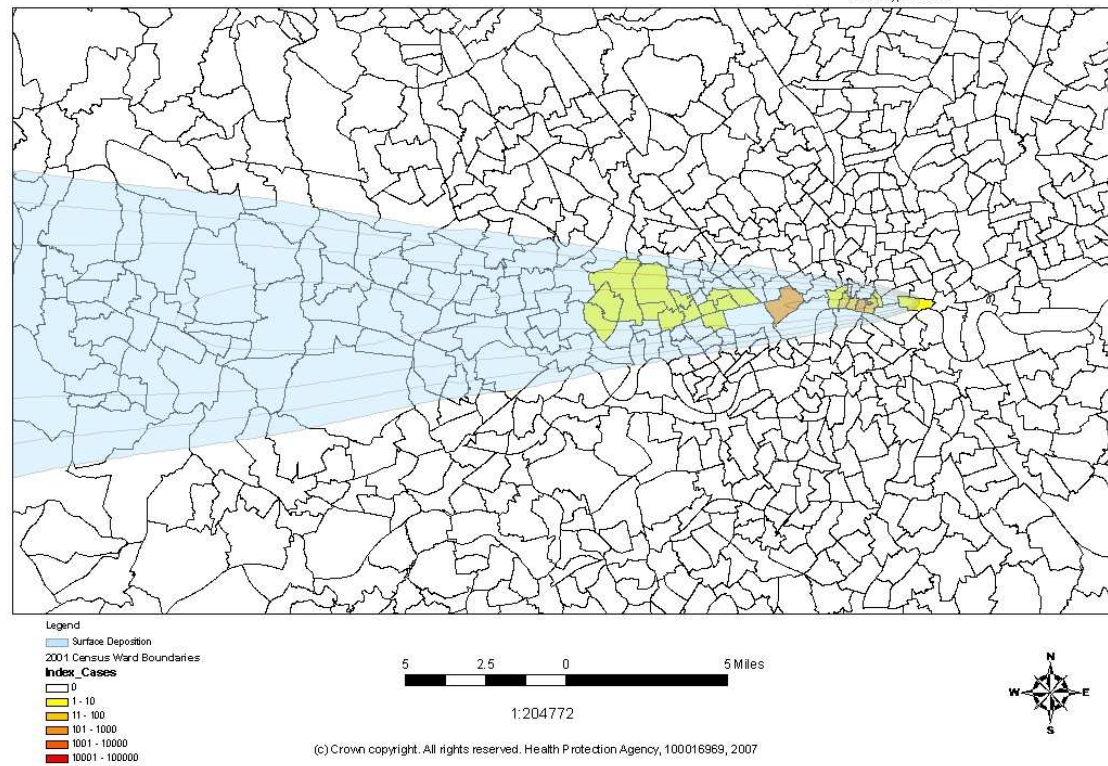 Legend
Surface Deposition
2001 Census Ward Boundaries
Index_Cases
0
1 - 10
11 - 100
101 - 1000
1001 - 10000
10001 - 100000
5 2.5 0 5 Miles
1:204772
(c) Crown copyright. All rights reserved. Health Protection Agency, 100016969, 2007
N
W E
S